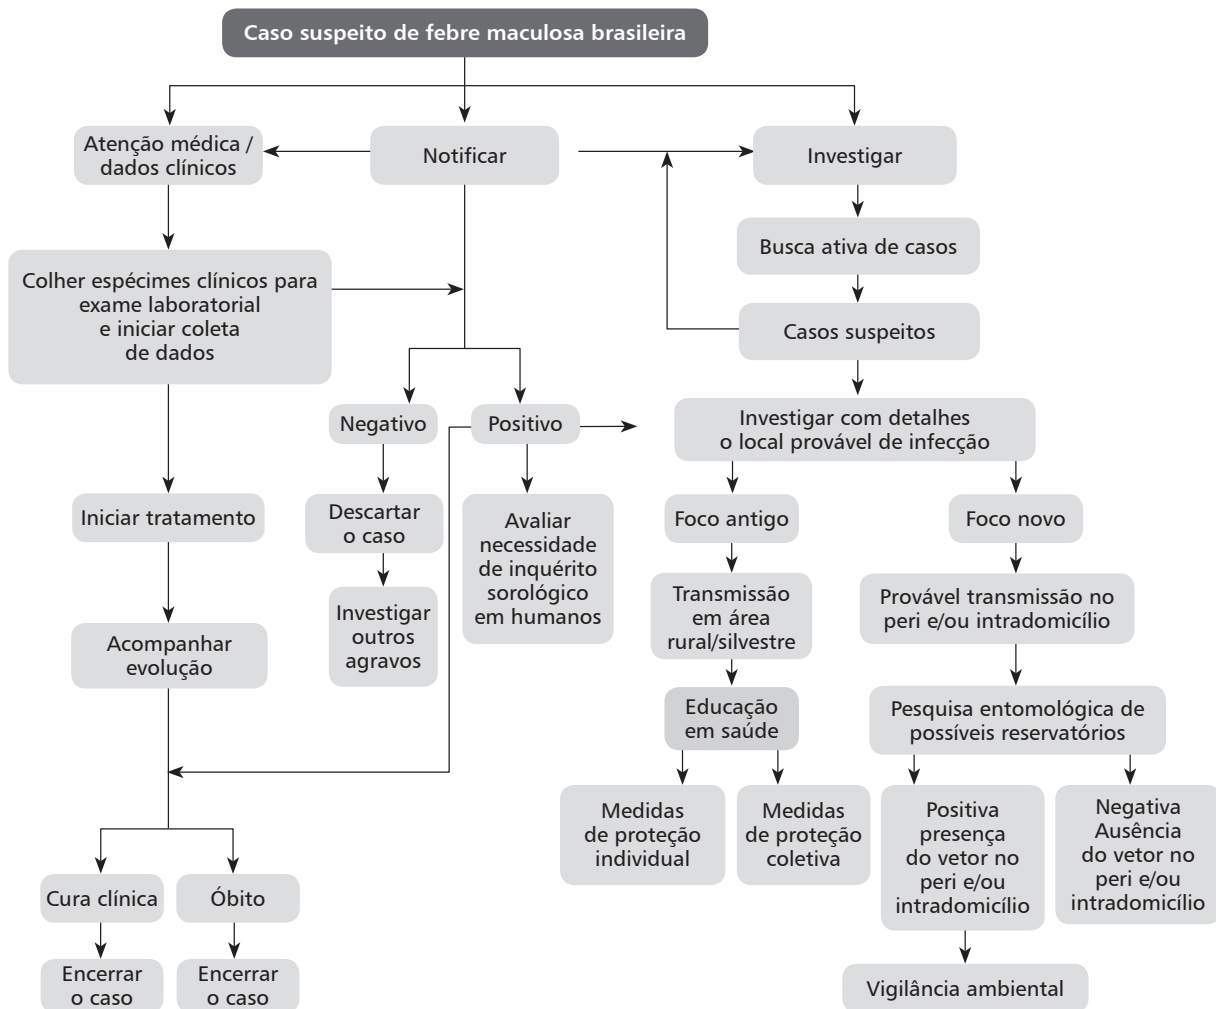 Caso suspeito de febre maculosa brasileira
Atenção médica /
dados clínicos
Notificar
Investigar
Colher espécimes clínicos para
exame laboratorial
e iniciar coleta
de dados
Busca ativa de casos
Casos suspeitos
Negativo
Positivo
Investigar com detalhes
o local provável de infecção
Iniciar tratamento
Descartar
o caso
Avaliar
necessidade
de inquérito
sorológico
em humanos
Foco antigo
Foco novo
Investigar
outros
agravos
Transmissão
em área
rural/silvestre
Provável transmissão no
peri e/ou intradomicílio
Acompanhar
evolução
Educação
em saúde
Pesquisa entomológica de
possíveis reservatórios
Medidas
de proteção
individual
Medidas
de proteção
coletiva
Positiva
presença
do vetor no
peri e/ou
intradomicílio
Negativa
Ausência
do vetor no
peri e/ou
intradomicílio
Cura clínica
Óbito
Encerrar
o caso
Encerrar
o caso
Vigilância ambiental